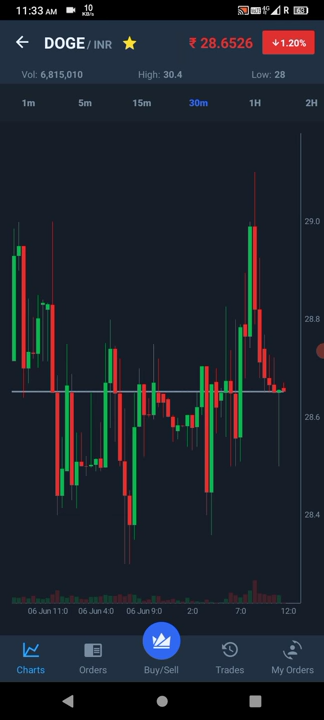 11:33 AM 10 KB/s 4G R 63
DOGE / INR ₹ 28.6526 ↓1.20%
Vol: 6,815,010 High: 30.4 Low: 28
1m 5m 15m 30m 1H 2H
29.0
28.8
28.6
28.4
06 Jun 11:0 06 Jun 4:0 06 Jun 9:0 2:0 7:0 12:0
Charts Orders Buy/Sell Trades My Orders